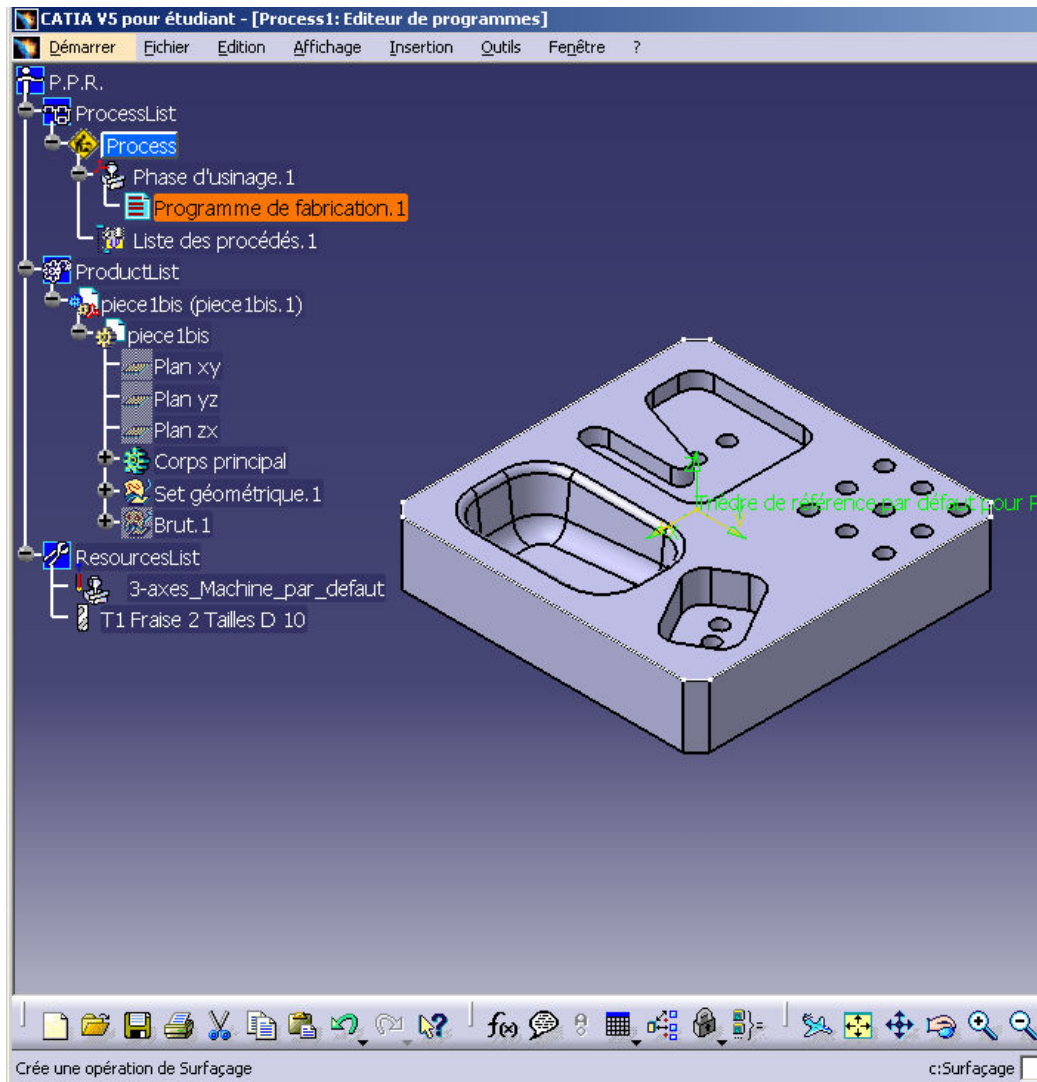 CATIA V5 pour étudiant - [Process1: Editeur de programmes]
Démarrer Fichier Edition Affichage Insertion Outils Fenêtre ?
P.P.R.
ProcessList
Process
Phase d'usinage.1
Programme de fabrication.1
Liste des procédés.1
ProductList
piece1bis (piece1bis.1)
piece1bis
Plan xy
Plan yz
Plan zx
Corps principal
Set géométrique.1
Brut.1
ResourcesList
3-axes_Machine_par_defaut
T1 Fraise 2 Tailles D 10
Trièdre de référence par défaut pour P
f(x)
Crée une opération de Surfaçage
c:Surfaçage